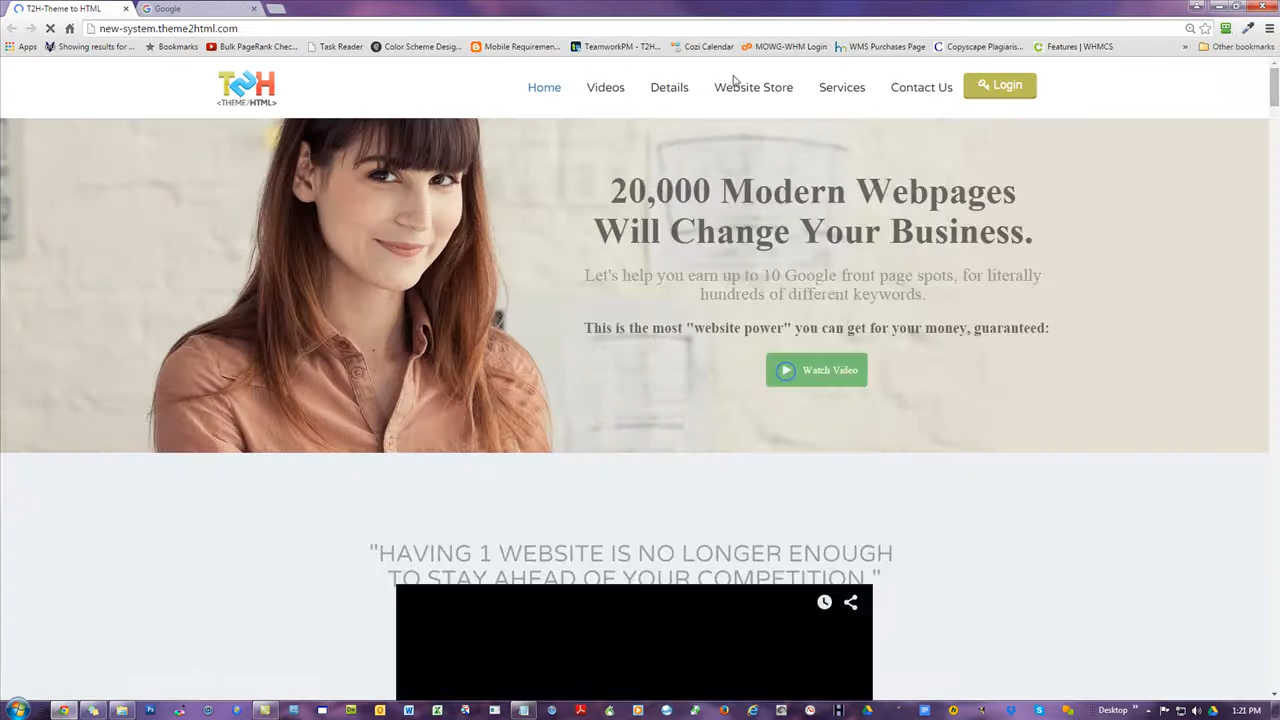 T2H-Theme to HTML
Google
new-system.theme2html.com
Apps
Showing results for ...
Bookmarks
Bulk PageRank Chec...
Task Reader
Color Scheme Design...
Mobile Requiremen...
TeamworkPM - T2H...
Cozi Calendar
MOWG-WHM Login
WMS Purchases Page
Copyscape Plagiaris...
Features | WHMCS
»
Other bookmarks
T2H
<THEME2HTML>
Home
Videos
Details
Website Store
Services
Contact Us
Login
20,000 Modern Webpages
Will Change Your Business.
Let's help you earn up to 10 Google front page spots, for literally
hundreds of different keywords.
This is the most "website power" you can get for your money, guaranteed:
Watch Video
"HAVING 1 WEBSITE IS NO LONGER ENOUGH
TO STAY AHEAD OF YOUR COMPETITION."
Desktop
»
1:21 PM